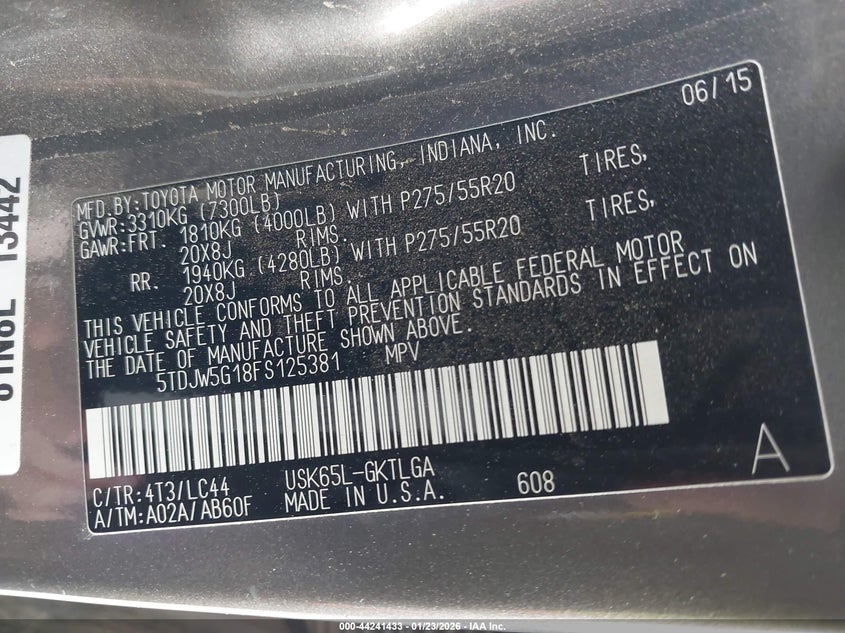 06/15
MFD.BY:TOYOTA MOTOR MANUFACTURING, INDIANA, INC.
GVWR:3310KG (7300LB)
GAWR:FRT. 1810KG (4000LB) WITH P275/55R20 TIRES,
20X8J RIMS.
RR. 1940KG (4280LB) WITH P275/55R20 TIRES,
20X8J RIMS.
THIS VEHICLE CONFORMS TO ALL APPLICABLE FEDERAL MOTOR
VEHICLE SAFETY AND THEFT PREVENTION STANDARDS IN EFFECT ON
THE DATE OF MANUFACTURE SHOWN ABOVE.
5TDJW5G18FS125381 MPV
C/TR:4T3/LC44 USK65L-GKTLGA 608
A/TM:A02A/AB60F MADE IN U.S.A.
A
13442
000-44241433 - 01/23/2026 - IAA Inc.